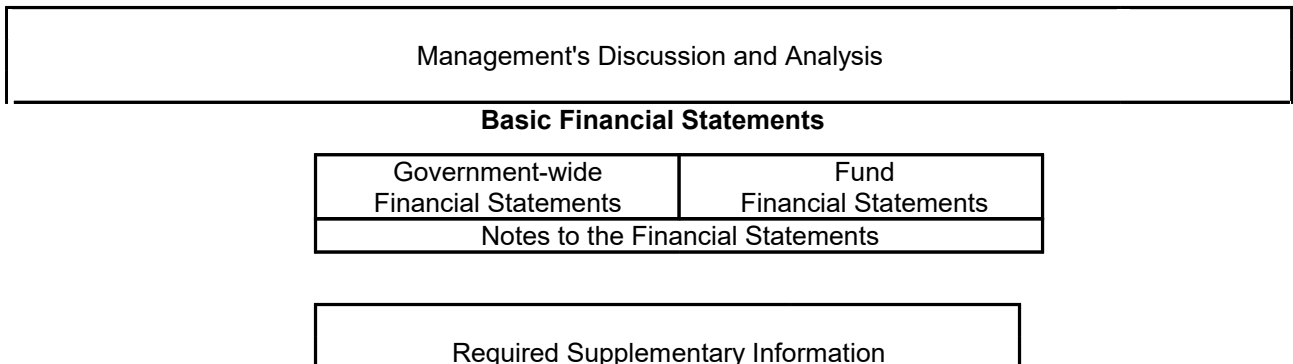 Management's Discussion and Analysis
Basic Financial Statements
Government-wide
Financial Statements
Fund
Financial Statements
Notes to the Financial Statements
Required Supplementary Information